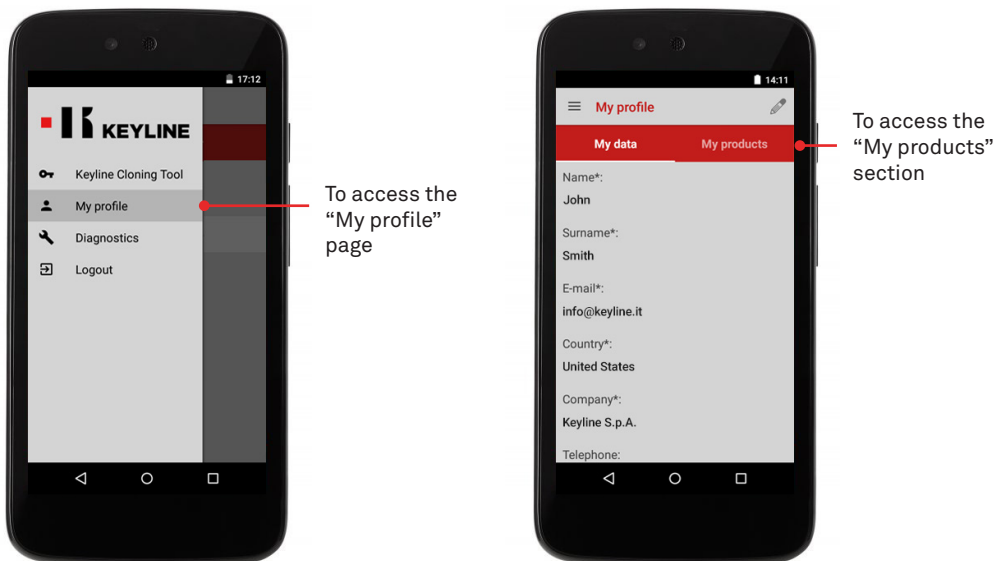 17:12
KEYLINE
Keyline Cloning Tool
My profile
Diagnostics
Logout
To access the
“My profile”
page
14:11
My profile
My data
My products
Name*:
John
Surname*:
Smith
E-mail*:
info@keyline.it
Country*:
United States
Company*:
Keyline S.p.A.
Telephone:
To access the
“My products”
section